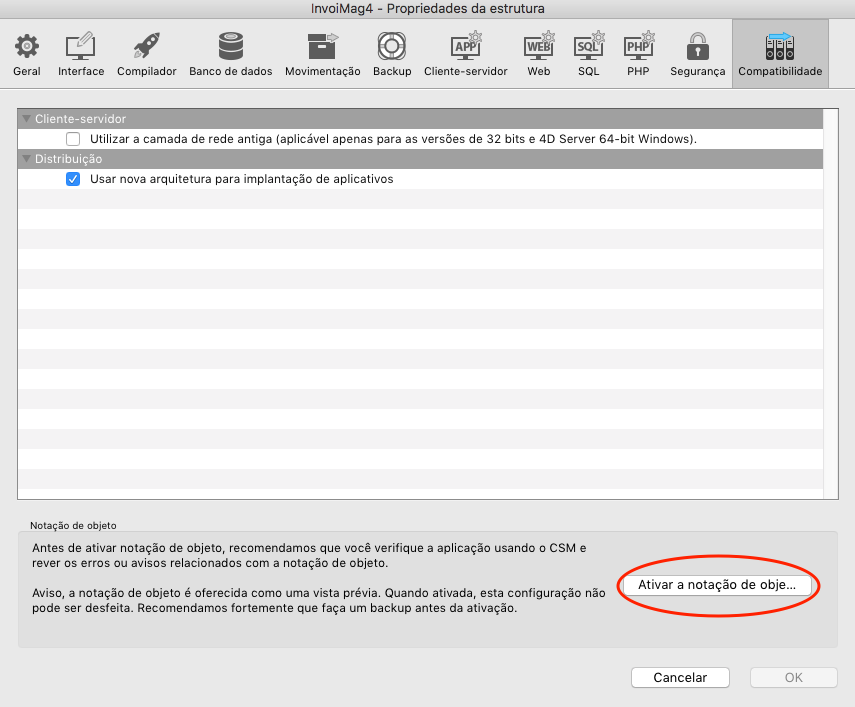 InvoiMag4 - Propriedades da estrutura
Geral Interface Compilador Banco de dados Movimentação Backup Cliente-servidor Web SQL PHP Segurança Compatibilidade
APP WEB SQL PHP
Cliente-servidor
Utilizar a camada de rede antiga (aplicável apenas para as versões de 32 bits e 4D Server 64-bit Windows).
Distribuição
Usar nova arquitetura para implantação de aplicativos
Notação de objeto
Antes de ativar notação de objeto, recomendamos que você verifique a aplicação usando o CSM e
rever os erros ou avisos relacionados com a notação de objeto.
Aviso, a notação de objeto é oferecida como uma vista prévia. Quando ativada, esta configuração não
pode ser desfeita. Recomendamos fortemente que faça um backup antes da ativação.
Ativar a notação de obje...
Cancelar OK